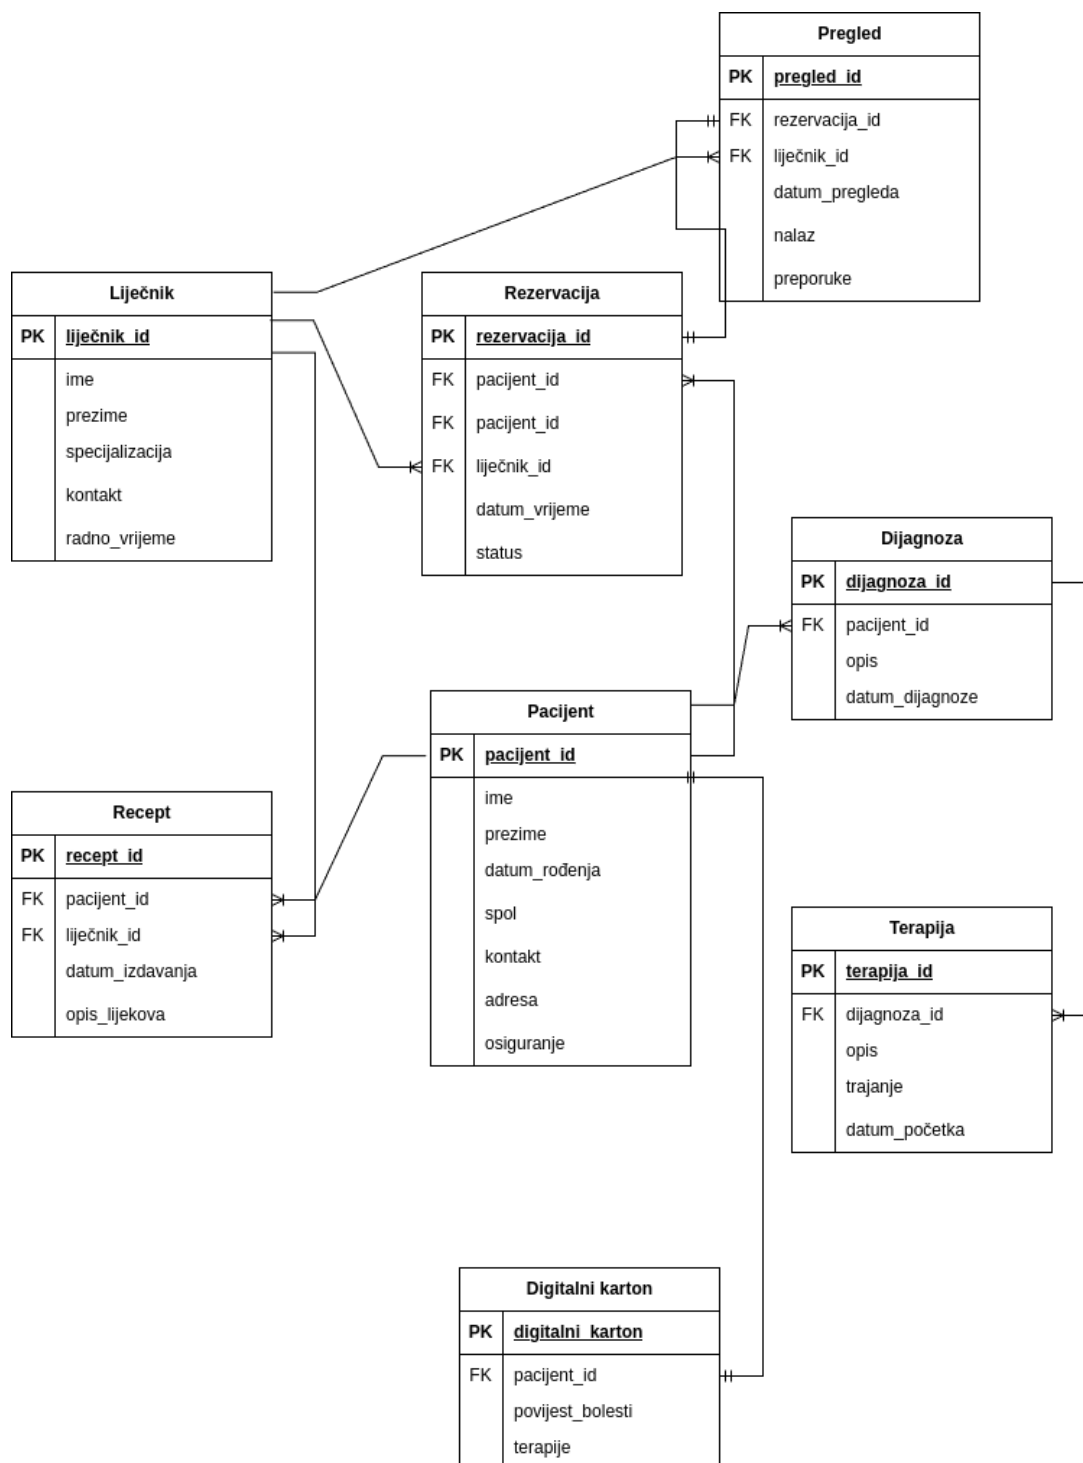 Pregled
PK pregled_id
FK rezervacija_id
FK liječnik_id
datum_pregleda
nalaz
preporuke
Liječnik
PK liječnik_id
ime
prezime
specijalizacija
kontakt
radno_vrijeme
Rezervacija
PK rezervacija_id
FK pacijent_id
FK pacijent_id
FK liječnik_id
datum_vrijeme
status
Dijagnoza
PK dijagnoza_id
FK pacijent_id
opis
datum_dijagnoze
Pacijent
PK pacijent_id
ime
prezime
datum_rođenja
spol
kontakt
adresa
osiguranje
Recept
PK recept_id
FK pacijent_id
FK liječnik_id
datum_izdavanja
opis_lijekova
Terapija
PK terapija_id
FK dijagnoza_id
opis
trajanje
datum_početka
Digitalni karton
PK digitalni_karton
FK pacijent_id
povijest_bolesti
terapije